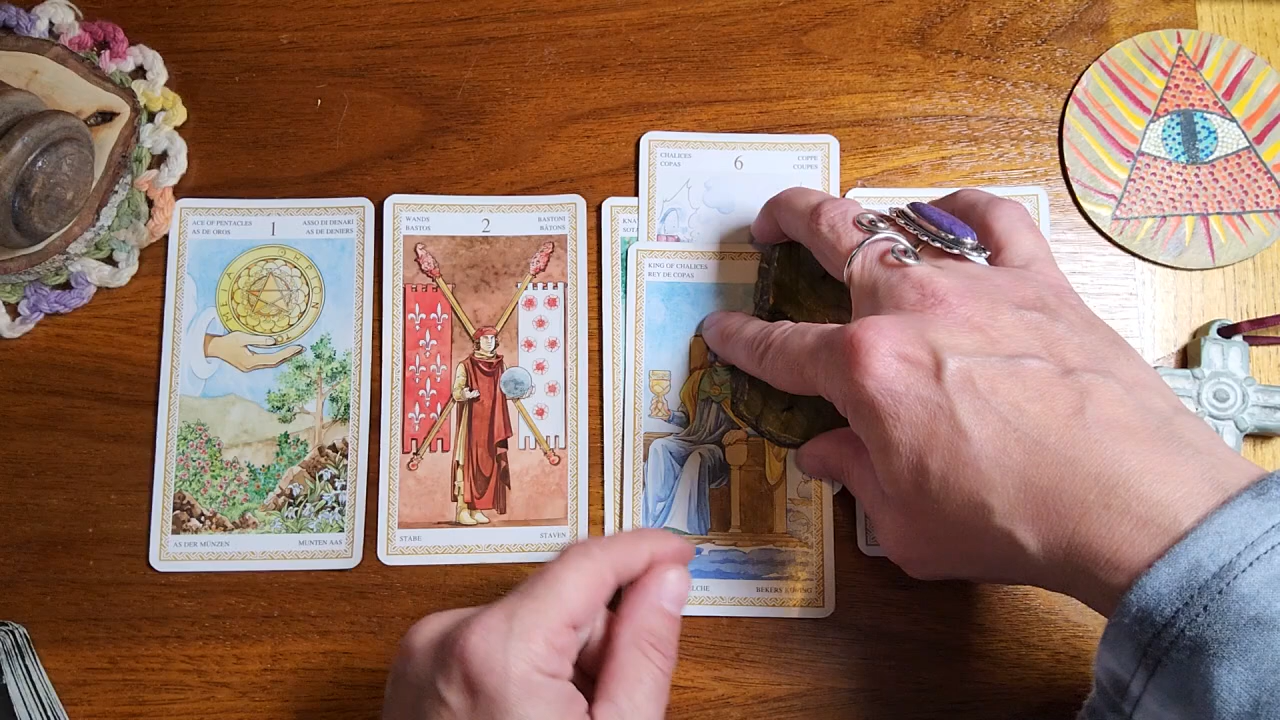 ACE OF PENTACLES
AS DE OROS
1
ASSO DI DENARI
AS DE DENIERS
AS DER MÜNZEN
MUNTEN AAS
WANDS
BASTOS
2
BASTONI
BÂTONS
STÄBE
STAVEN
CHALICES
COPAS
6
COPPE
COUPES
KING OF CHALICES
REY DE COPAS
BEKERS